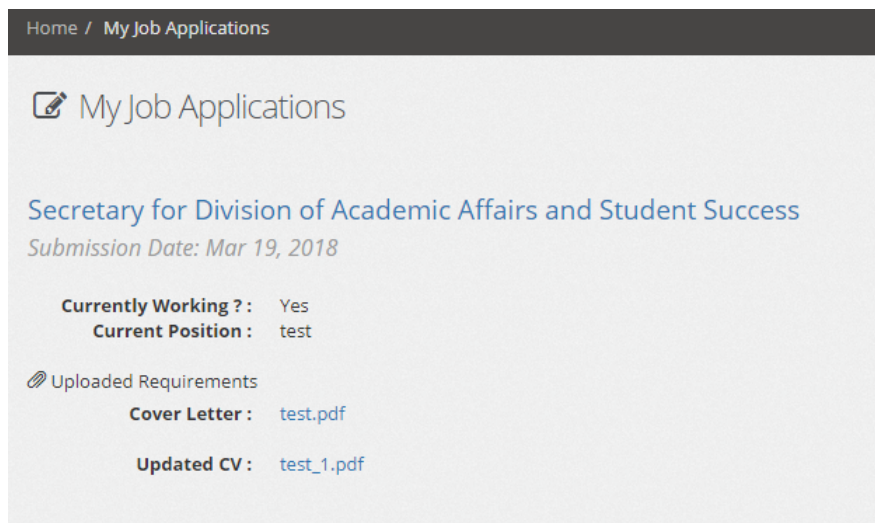 Home / My Job Applications
My Job Applications
Secretary for Division of Academic Affairs and Student Success
Submission Date: Mar 19, 2018
Currently Working ? : Yes
Current Position : test
Uploaded Requirements
Cover Letter : test.pdf
Updated CV : test_1.pdf